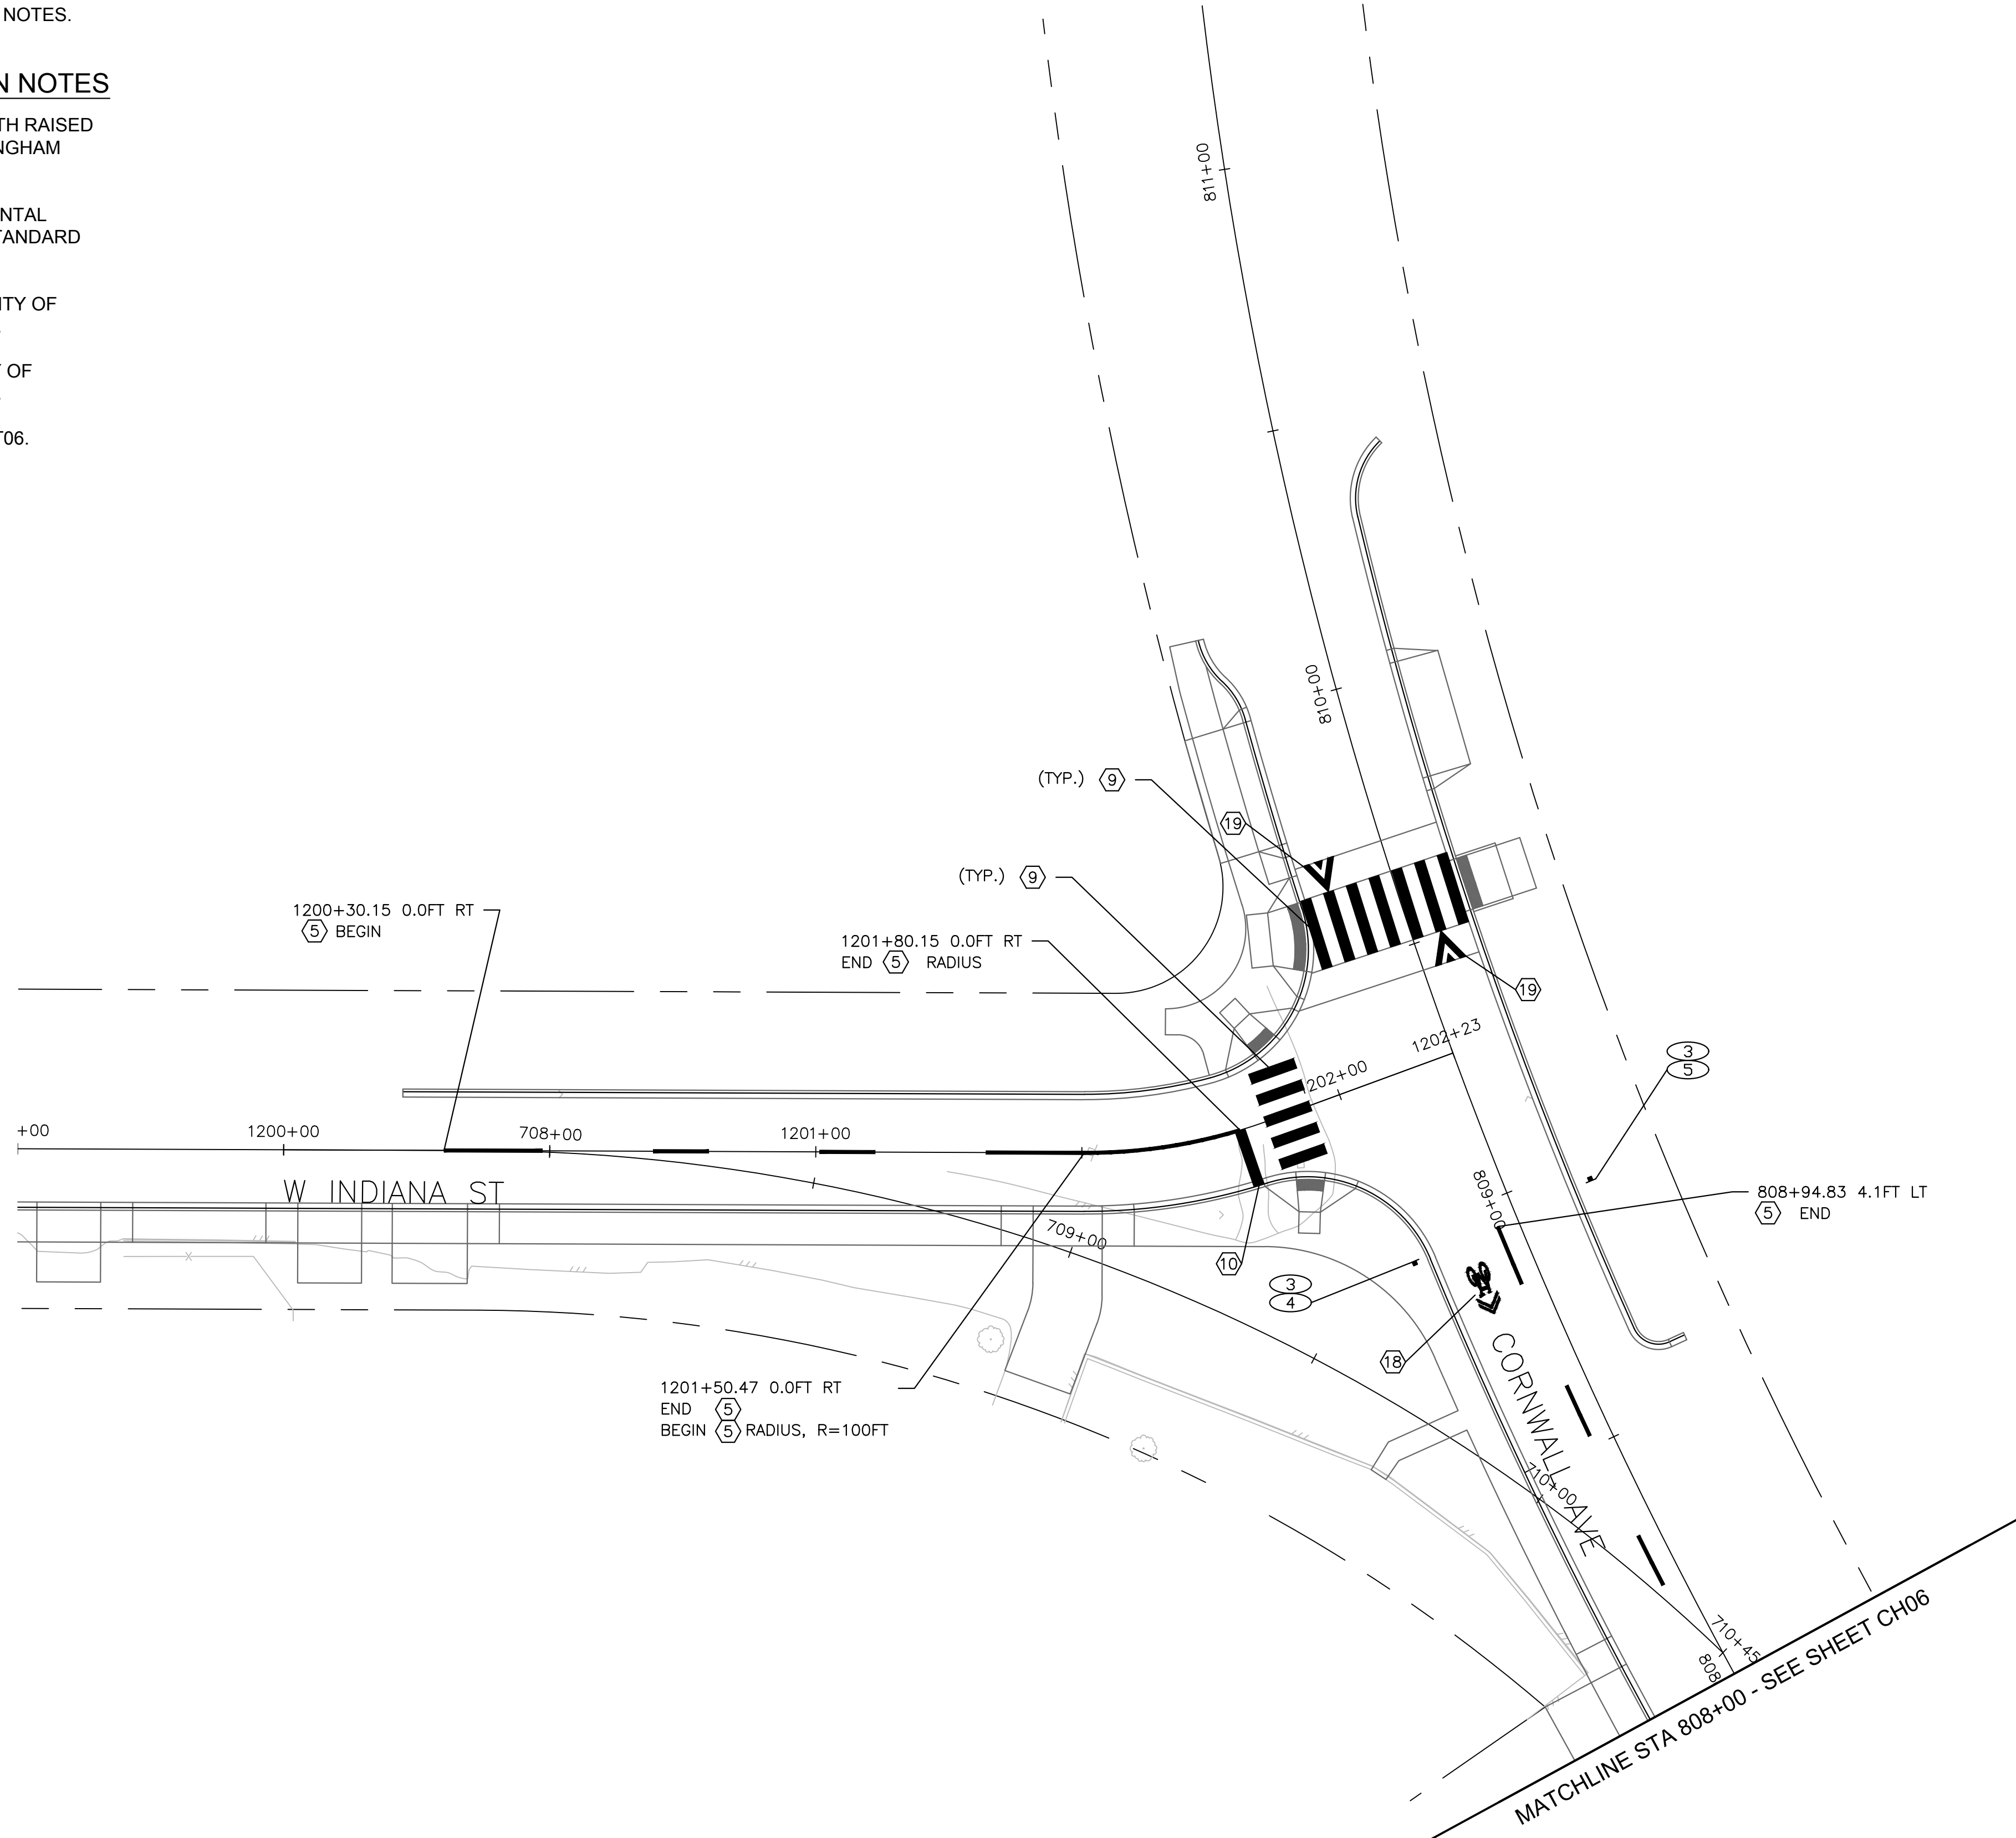 NOTES.
N NOTES
TH RAISED
NGHAM
NTAL
TANDARD
ITY OF
OF
T06.
811+00
810+00
(TYP.) 9
19
(TYP.) 9
1200+30.15 0.0FT RT
5 BEGIN
1201+80.15 0.0FT RT
END 5 RADIUS
19
1202+23
202+00
3
5
+00
1200+00
708+00
1201+00
W INDIANA ST
709+00
809+00
808+94.83 4.1FT LT
5 END
10
3
4
18
CORNWALL AVE
1201+50.47 0.0FT RT
END 5
BEGIN 5 RADIUS, R=100FT
710+00
710+45
808
MATCHLINE STA 808+00 - SEE SHEET CH06